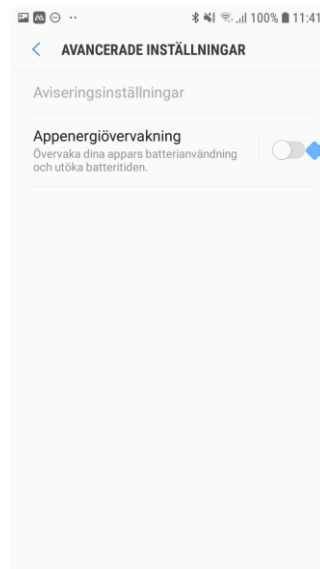 100% 11:41
AVANCERADE INSTÄLLNINGAR
Aviseringsinställningar
Appenergiövervakning
Övervaka dina appars batterianvändning
och utöka batteritiden.